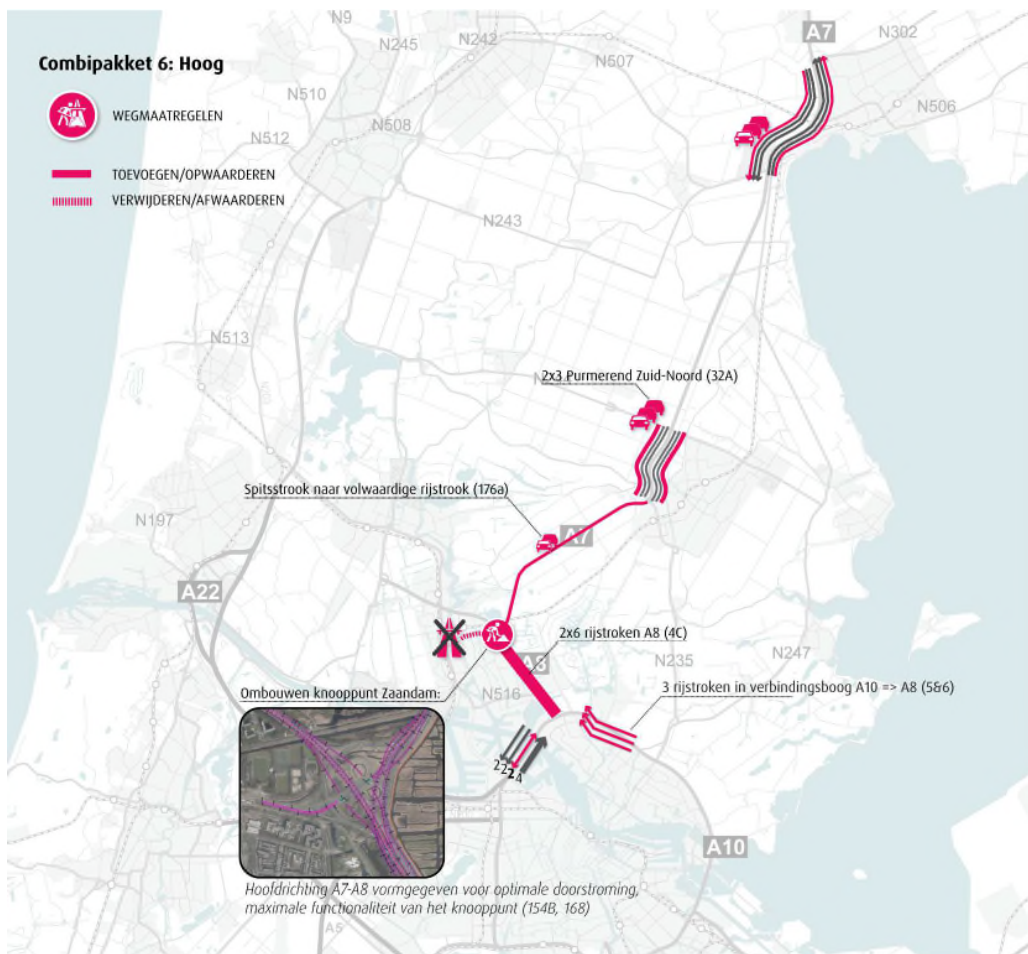 Combipakket 6: Hoog
WEGMAATREGELEN
TOEVOEGEN/OPWAARDEREN
VERWIJDEREN/AFWAARDEREN
N9
N242
N245
N507
A7
N302
N510
N506
N512
N508
N243
N513
2x3 Purmerend Zuid-Noord (32A)
Spitsstrook naar volwaardige rijstrook (176a)
N197
A7
A22
2x6 rijstroken A8 (4C)
A8
N235
N247
Ombouwen knooppunt Zaandam:
N516
3 rijstroken in verbindingsboog A10 => A8 (5&6)
2224
A10
Hoofdrichting A7-A8 vormgegeven voor optimale doorstroming,
maximale functionaliteit van het knooppunt (154B, 168)
A5